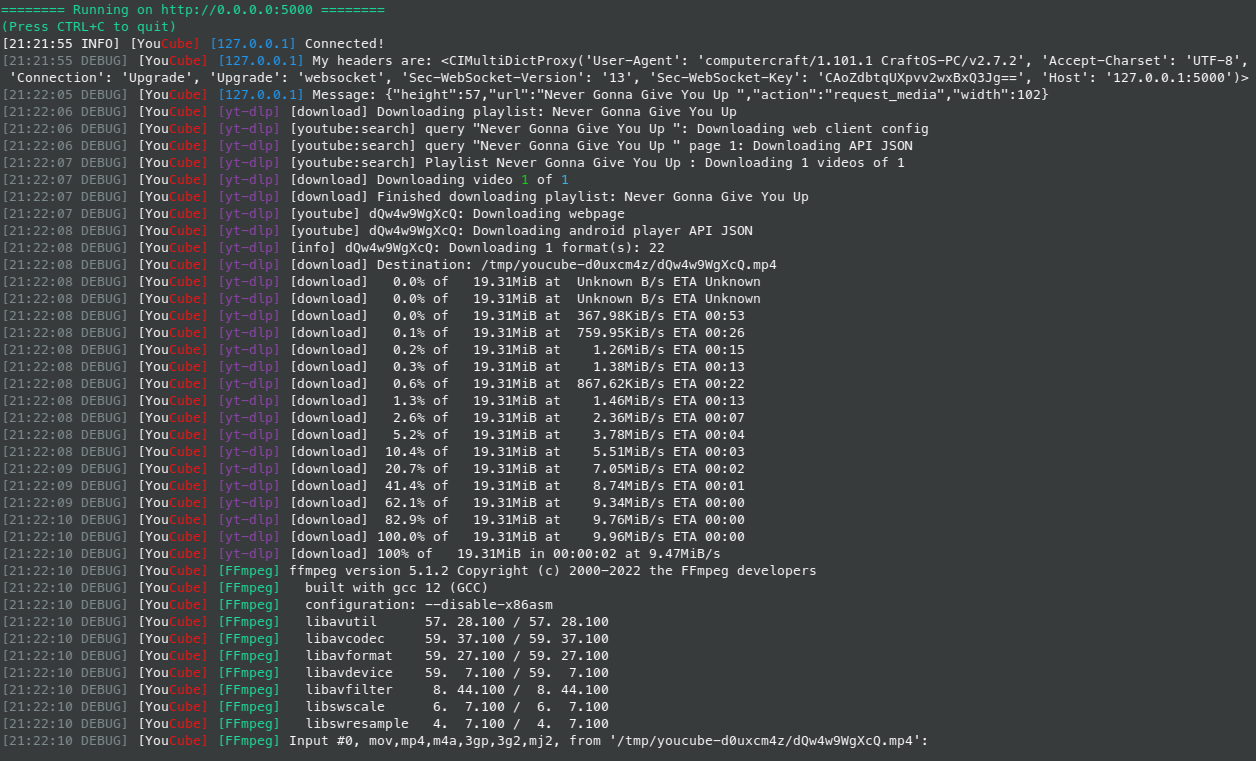 ======== Running on http://0.0.0.0:5000 ========
(Press CTRL+C to quit)
[21:21:55 INFO] [YouCube] [127.0.0.1] Connected!
[21:21:55 DEBUG] [YouCube] [127.0.0.1] My headers are: <CIMultiDictProxy('User-Agent': 'computercraft/1.101.1 CraftOS-PC/v2.7.2', 'Accept-Charset': 'UTF-8',
'Connection': 'Upgrade', 'Upgrade': 'websocket', 'Sec-WebSocket-Version': '13', 'Sec-WebSocket-Key': 'CAoZdbtqUXpvv2wxBxQ3Jg==', 'Host': '127.0.0.1:5000')>
[21:22:05 DEBUG] [YouCube] [127.0.0.1] Message: {"height":57,"url":"Never Gonna Give You Up ","action":"request_media","width":102}
[21:22:06 DEBUG] [YouCube] [yt-dlp] [download] Downloading playlist: Never Gonna Give You Up
[21:22:06 DEBUG] [YouCube] [yt-dlp] [youtube:search] query "Never Gonna Give You Up ": Downloading web client config
[21:22:06 DEBUG] [YouCube] [yt-dlp] [youtube:search] query "Never Gonna Give You Up " page 1: Downloading API JSON
[21:22:07 DEBUG] [YouCube] [yt-dlp] [youtube:search] Playlist Never Gonna Give You Up : Downloading 1 videos of 1
[21:22:07 DEBUG] [YouCube] [yt-dlp] [download] Downloading video 1 of 1
[21:22:07 DEBUG] [YouCube] [yt-dlp] [download] Finished downloading playlist: Never Gonna Give You Up
[21:22:07 DEBUG] [YouCube] [yt-dlp] [youtube] dQw4w9WgXcQ: Downloading webpage
[21:22:08 DEBUG] [YouCube] [yt-dlp] [youtube] dQw4w9WgXcQ: Downloading android player API JSON
[21:22:08 DEBUG] [YouCube] [yt-dlp] [info] dQw4w9WgXcQ: Downloading 1 format(s): 22
[21:22:08 DEBUG] [YouCube] [yt-dlp] [download] Destination: /tmp/youcube-d0uxcm4z/dQw4w9WgXcQ.mp4
[21:22:08 DEBUG] [YouCube] [yt-dlp] [download]   0.0% of   19.31MiB at  Unknown B/s ETA Unknown
[21:22:08 DEBUG] [YouCube] [yt-dlp] [download]   0.0% of   19.31MiB at  Unknown B/s ETA Unknown
[21:22:08 DEBUG] [YouCube] [yt-dlp] [download]   0.0% of   19.31MiB at  367.98KiB/s ETA 00:53
[21:22:08 DEBUG] [YouCube] [yt-dlp] [download]   0.1% of   19.31MiB at  759.95KiB/s ETA 00:26
[21:22:08 DEBUG] [YouCube] [yt-dlp] [download]   0.2% of   19.31MiB at    1.26MiB/s ETA 00:15
[21:22:08 DEBUG] [YouCube] [yt-dlp] [download]   0.3% of   19.31MiB at    1.38MiB/s ETA 00:13
[21:22:08 DEBUG] [YouCube] [yt-dlp] [download]   0.6% of   19.31MiB at  867.62KiB/s ETA 00:22
[21:22:08 DEBUG] [YouCube] [yt-dlp] [download]   1.3% of   19.31MiB at    1.46MiB/s ETA 00:13
[21:22:08 DEBUG] [YouCube] [yt-dlp] [download]   2.6% of   19.31MiB at    2.36MiB/s ETA 00:07
[21:22:08 DEBUG] [YouCube] [yt-dlp] [download]   5.2% of   19.31MiB at    3.78MiB/s ETA 00:04
[21:22:08 DEBUG] [YouCube] [yt-dlp] [download]  10.4% of   19.31MiB at    5.51MiB/s ETA 00:03
[21:22:09 DEBUG] [YouCube] [yt-dlp] [download]  20.7% of   19.31MiB at    7.05MiB/s ETA 00:02
[21:22:09 DEBUG] [YouCube] [yt-dlp] [download]  41.4% of   19.31MiB at    8.74MiB/s ETA 00:01
[21:22:09 DEBUG] [YouCube] [yt-dlp] [download]  62.1% of   19.31MiB at    9.34MiB/s ETA 00:00
[21:22:10 DEBUG] [YouCube] [yt-dlp] [download]  82.9% of   19.31MiB at    9.76MiB/s ETA 00:00
[21:22:10 DEBUG] [YouCube] [yt-dlp] [download] 100.0% of   19.31MiB at    9.96MiB/s ETA 00:00
[21:22:10 DEBUG] [YouCube] [yt-dlp] [download] 100% of   19.31MiB in 00:00:02 at 9.47MiB/s
[21:22:10 DEBUG] [YouCube] [FFmpeg] ffmpeg version 5.1.2 Copyright (c) 2000-2022 the FFmpeg developers
[21:22:10 DEBUG] [YouCube] [FFmpeg]   built with gcc 12 (GCC)
[21:22:10 DEBUG] [YouCube] [FFmpeg]   configuration: --disable-x86asm
[21:22:10 DEBUG] [YouCube] [FFmpeg]   libavutil      57. 28.100 / 57. 28.100
[21:22:10 DEBUG] [YouCube] [FFmpeg]   libavcodec     59. 37.100 / 59. 37.100
[21:22:10 DEBUG] [YouCube] [FFmpeg]   libavformat    59. 27.100 / 59. 27.100
[21:22:10 DEBUG] [YouCube] [FFmpeg]   libavdevice    59.  7.100 / 59.  7.100
[21:22:10 DEBUG] [YouCube] [FFmpeg]   libavfilter     8. 44.100 /  8. 44.100
[21:22:10 DEBUG] [YouCube] [FFmpeg]   libswscale      6.  7.100 /  6.  7.100
[21:22:10 DEBUG] [YouCube] [FFmpeg]   libswresample   4.  7.100 /  4.  7.100
[21:22:10 DEBUG] [YouCube] [FFmpeg] Input #0, mov,mp4,m4a,3gp,3g2,mj2, from '/tmp/youcube-d0uxcm4z/dQw4w9WgXcQ.mp4':